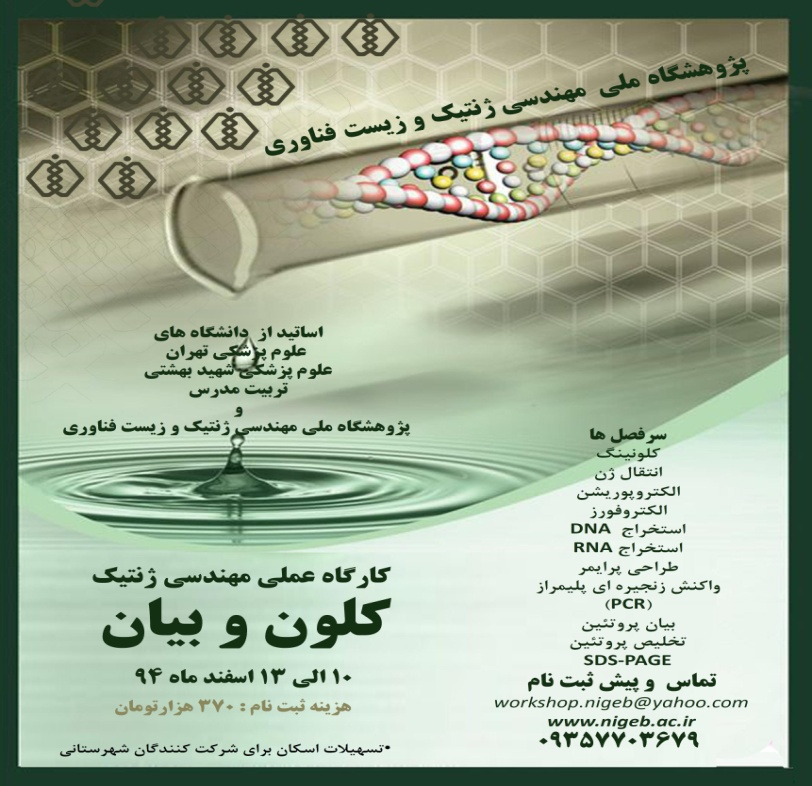 پژوهشگاه ملی مهندسی ژنتیک و زیست فناوری
اساتید از دانشگاه های
علوم پزشکی تهران
علوم پزشکی شهید بهشتی
تربیت مدرس
و
پژوهشگاه ملی مهندسی ژنتیک و زیست فناوری
سرفصل ها
کلونینگ
انتقال ژن
الکتروپوریشن
الکتروفورز
استخراج DNA
استخراج RNA
طراحی پرایمر
واکنش زنجیره ای پلیمراز
(PCR)
بیان پروتئین
تخلیص پروتئین
SDS-PAGE
تماس و پیش ثبت نام
workshop.nigeb@yahoo.com
www.nigeb.ac.ir
۰۹۳۵۷۷۰۳۶۷۹
کارگاه عملی مهندسی ژنتیک
کلون و بیان
۱۰ الی ۱۳ اسفند ماه ۹۴
هزینه ثبت نام : ۳۷۰ هزارتومان
•تسهیلات اسکان برای شرکت کنندگان شهرستانی